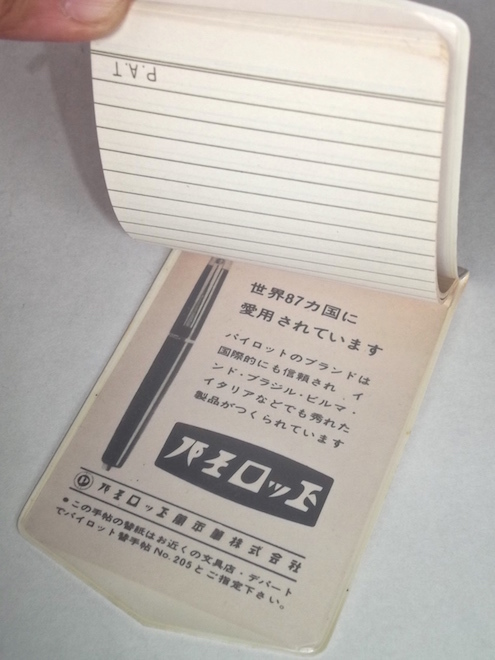 P.A.T
世界87カ国に
愛用されています
パイロットのブランドは
国際的にも信頼され、イ
ンド・ブラジル・ビルマ・
イタリアなどでも秀れた
製品がつくられています
パイロット
パイロット萬年筆株式会社
●この手帖の替紙はお近くの文具店・デパート
でパイロット替手帖 No.205とご指定下さい。